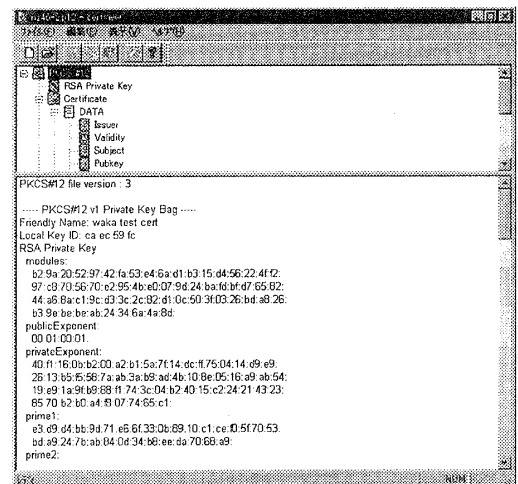 RSA Private Key
Certificate
DATA
Issuer
Validity
Subject
Pubkey
PKCS#12 file version : 3
----- PKCS#12 v1 Private Key Bag -----
Friendly Name: waka test cert
Local Key ID: ca ec 59 fc
RSA Private Key
modules:
b2:9a:20:52:97:42:fa:53:e4:6a:d1:b3:15:d4:56:22:4f:f2:
97:c8:70:56:70:e2:95:4b:e0:07:9d:24:ba:fd:bf:d7:65:82:
44:a6:8a:c1:9c:d3:3c:2c:82:d1:0c:50:3f:03:26:bd:a8:26:
b3:9e:be:be:ab:24:34:6a:4a:8d:
publicExponent:
00:01:00:01.
privateExponent:
40:f1:16:0b:b2:00:a2:b1:5a:7f:14:dc:ff:75:04:14:d9:e9:
26:13:b5:f5:58:7a:ab:3a:b9:ad:4b:10:8e:05:16:a9:ab:54:
19:e9:1a:9f:b9:88:f1:74:3c:04:b2:40:15:c2:24:21:43:23:
85:70:b2:b0:a4:f3:07:74:65:c1:
prime1:
e3:d9:d4:bb:9d:71:e6:6f:33:0b:89:10:c1:ce:f0:5f:70:53.
bd:a9:24:7b:ab:84:0d:34:b8:ee:da:70:68:a9:
prime2:
NUM